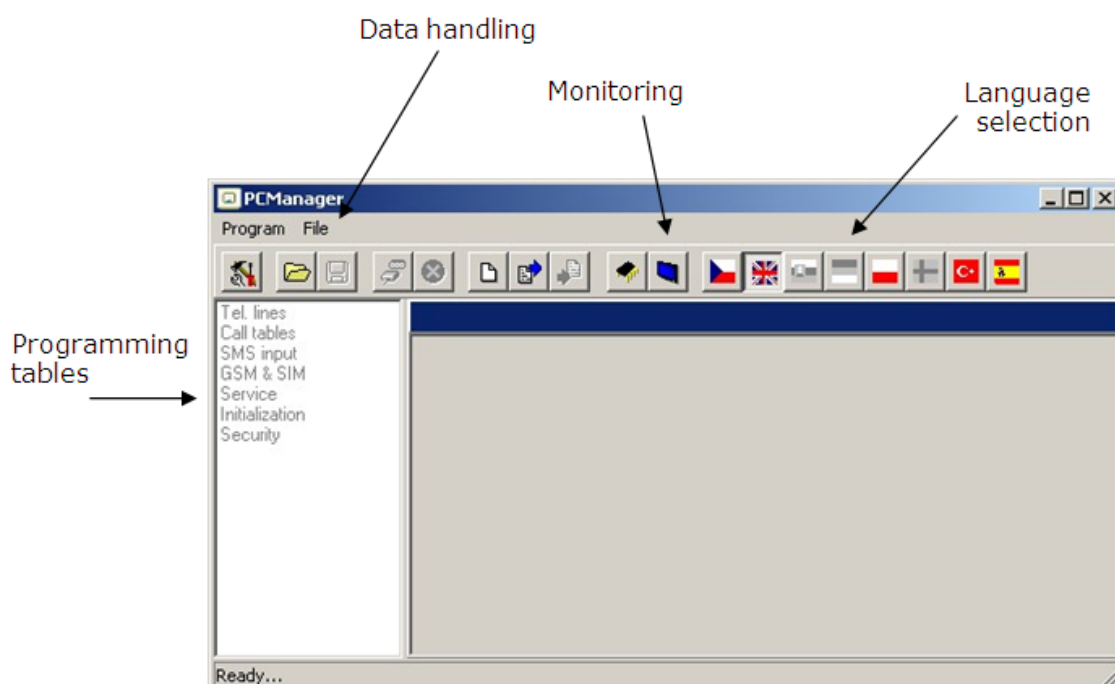 Data handling
Monitoring
Language
selection
PCManager
Program File
Programming
tables
Tel. lines
Call tables
SMS input
GSM & SIM
Service
Initialization
Security
Ready...